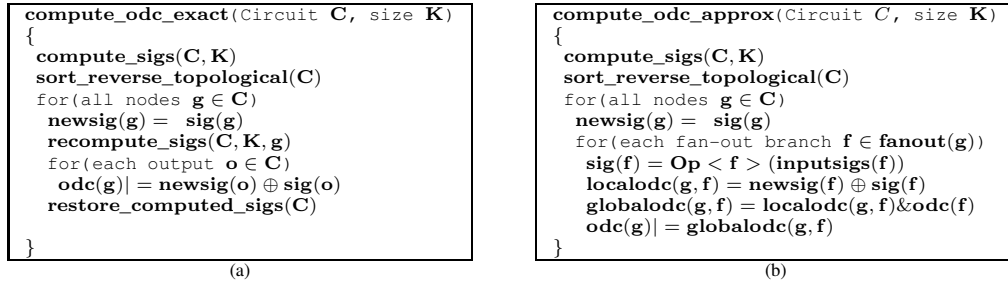 compute_odc_exact(Circuit C, size K)
{
compute_sigs(C, K)
sort_reverse_topological(C)
for(all nodes g ∈ C)
newsig(g) = sig(g)
recompute_sigs(C, K, g)
for(each output o ∈ C)
odc(g)| = newsig(o) ⊕ sig(o)
restore_computed_sigs(C)
}
(a)
compute_odc_approx(Circuit C, size K)
{
compute_sigs(C, K)
sort_reverse_topological(C)
for(all nodes g ∈ C)
newsig(g) = sig(g)
for(each fan-out branch f ∈ fanout(g))
sig(f) = Op < f > (inputsigs(f))
localodc(g, f) = newsig(f) ⊕ sig(f)
globalodc(g, f) = localodc(g, f)&odc(f)
odc(g)| = globalodc(g, f)
}
(b)